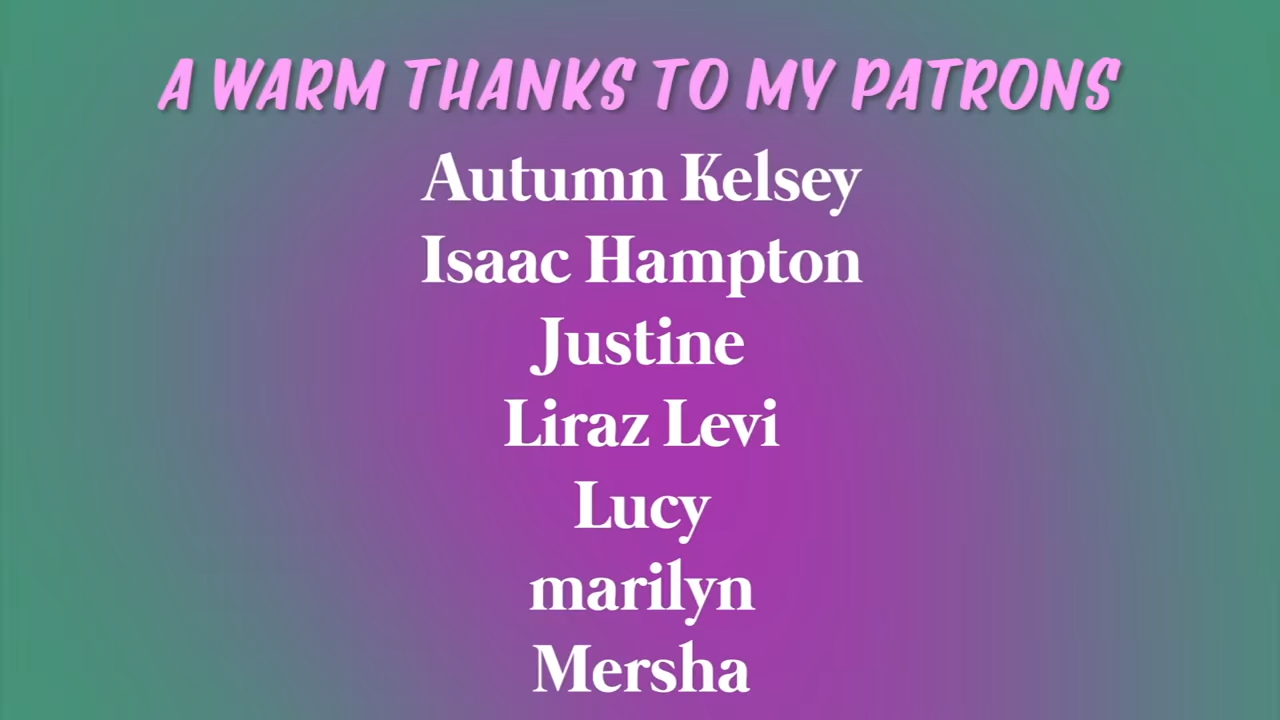 A WARM THANKS TO MY PATRONS
Autumn Kelsey
Isaac Hampton
Justine
Liraz Levi
Lucy
marilyn
Mersha